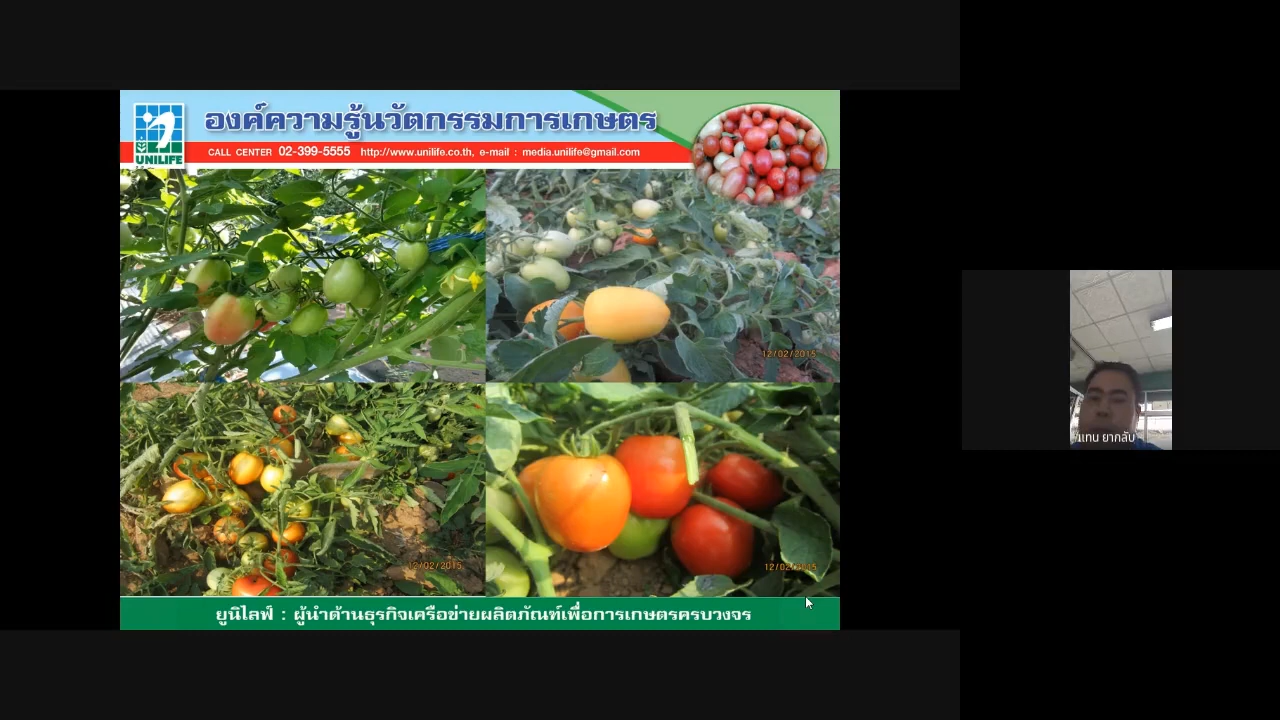 องค์ความรู้นวัตกรรมการเกษตร
UNILIFE
CALL CENTER 02-399-5555 http://www.unilife.co.th, e-mail : media.unilife@gmail.com
12/02/2015
12/02/2015
12/02/2015
แทน ยากลับ
ยูนิไลฟ์ : ผู้นำด้านธุรกิจเครือข่ายผลิตภัณฑ์เพื่อการเกษตรครบวงจร